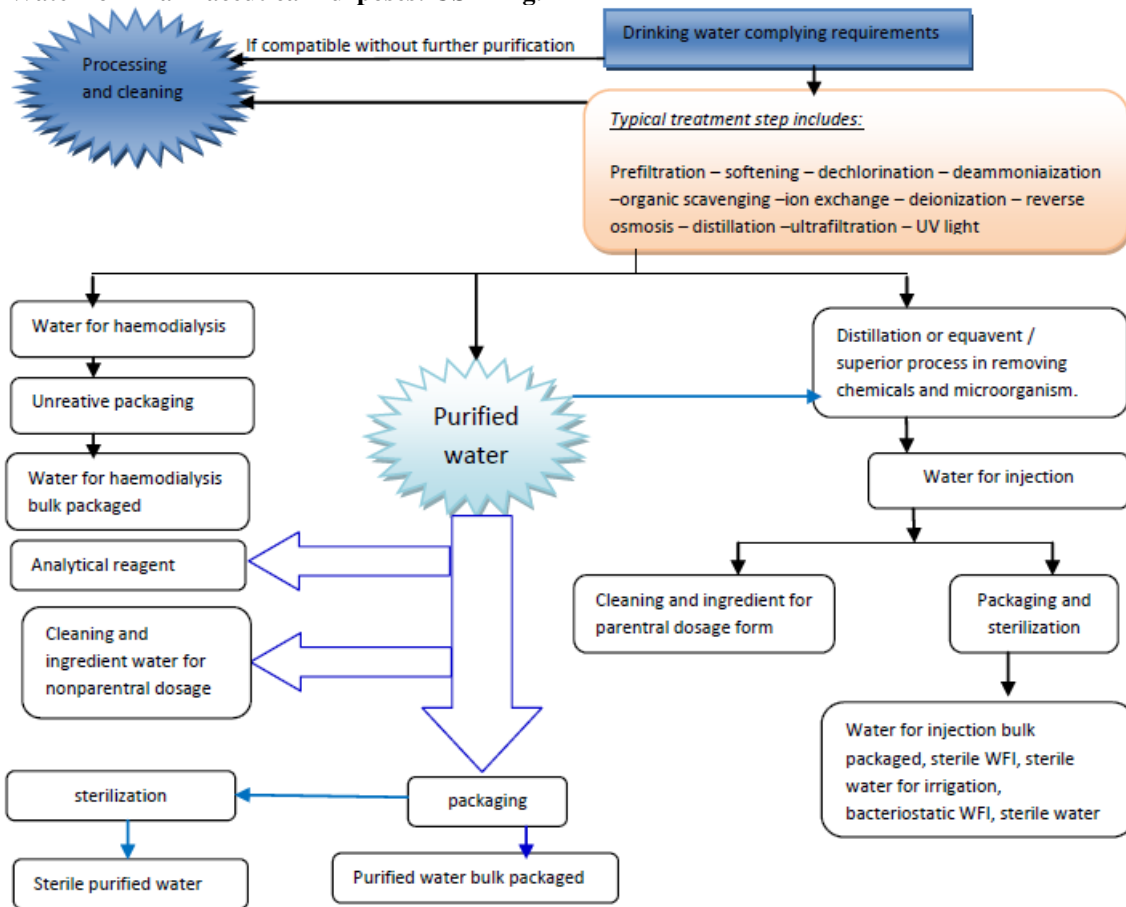 If compatible without further purification
Drinking water complying requirements
Processing
and cleaning
Typical treatment step includes:
Prefiltration – softening – dechlorination – deammoniaization
–organic scavenging –ion exchange – deionization – reverse
osmosis – distillation –ultrafiltration – UV light
Water for haemodialysis
Unreative packaging
Water for haemodialysis
bulk packaged
Analytical reagent
Cleaning and
ingredient water for
nonparentral dosage
Purified
water
Distillation or equavent /
superior process in removing
chemicals and microorganism.
Water for injection
Cleaning and ingredient for
parentral dosage form
Packaging and
sterilization
Water for injection bulk
packaged, sterile WFI, sterile
water for irrigation,
bacteriostatic WFI, sterile water
sterilization
packaging
Sterile purified water
Purified water bulk packaged